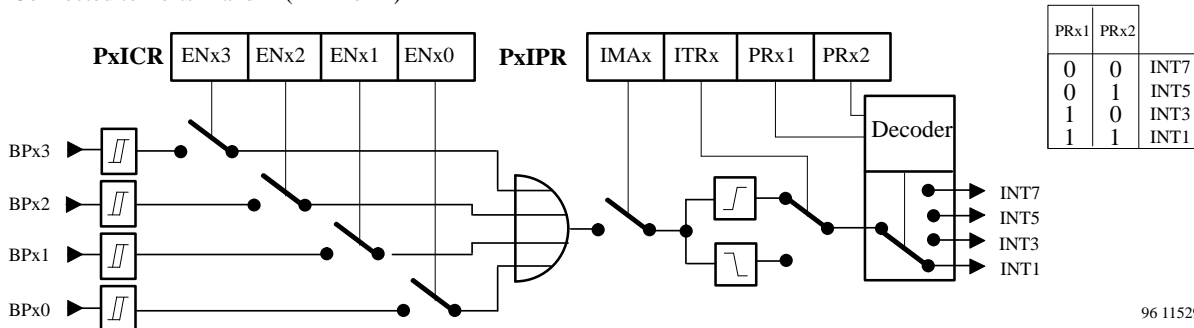 PRx1 PRx2
0 0 INT7
0 1 INT5
1 0 INT3
1 1 INT1
PxICR ENx3 ENx2 ENx1 ENx0 PxIPR IMAx ITRx PRx1 PRx2
Decoder
BPx3
BPx2
BPx1
BPx0
INT7
INT5
INT3
INT1
96 11529